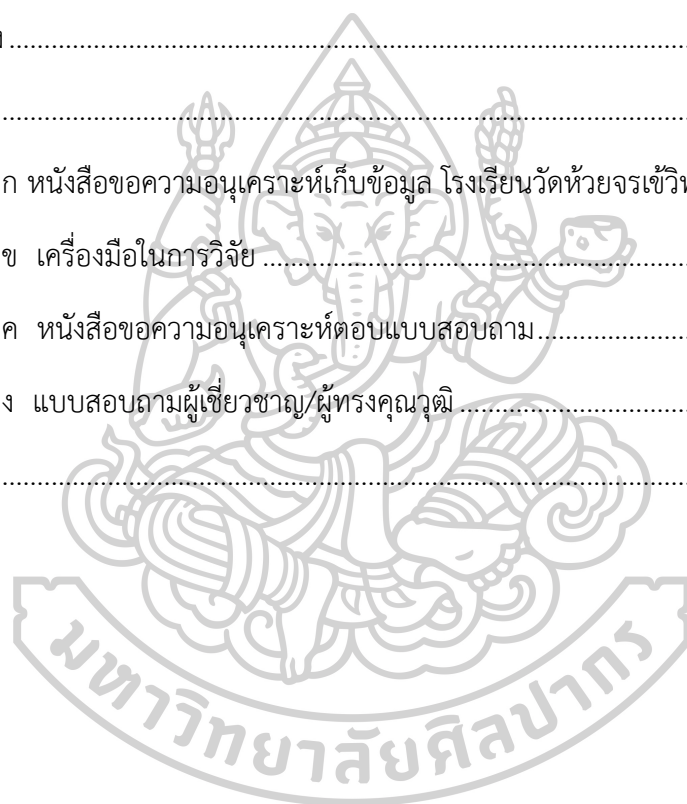 ..........................................................................................................
..........................................................................................................
ก หนังสือขอความอนุเคราะห์เก็บข้อมูล โรงเรียนวัดห้วยจรเข้
ข เครื่องมือในการวิจัย ..............................................................
ค หนังสือขอความอนุเคราะห์ตอบแบบสอบถาม......................
ง แบบสอบถามผู้เชี่ยวชาญ/ผู้ทรงคุณวุฒิ ..................................
..........................................................................................................
มหาวิทยาลัยศิลปากร